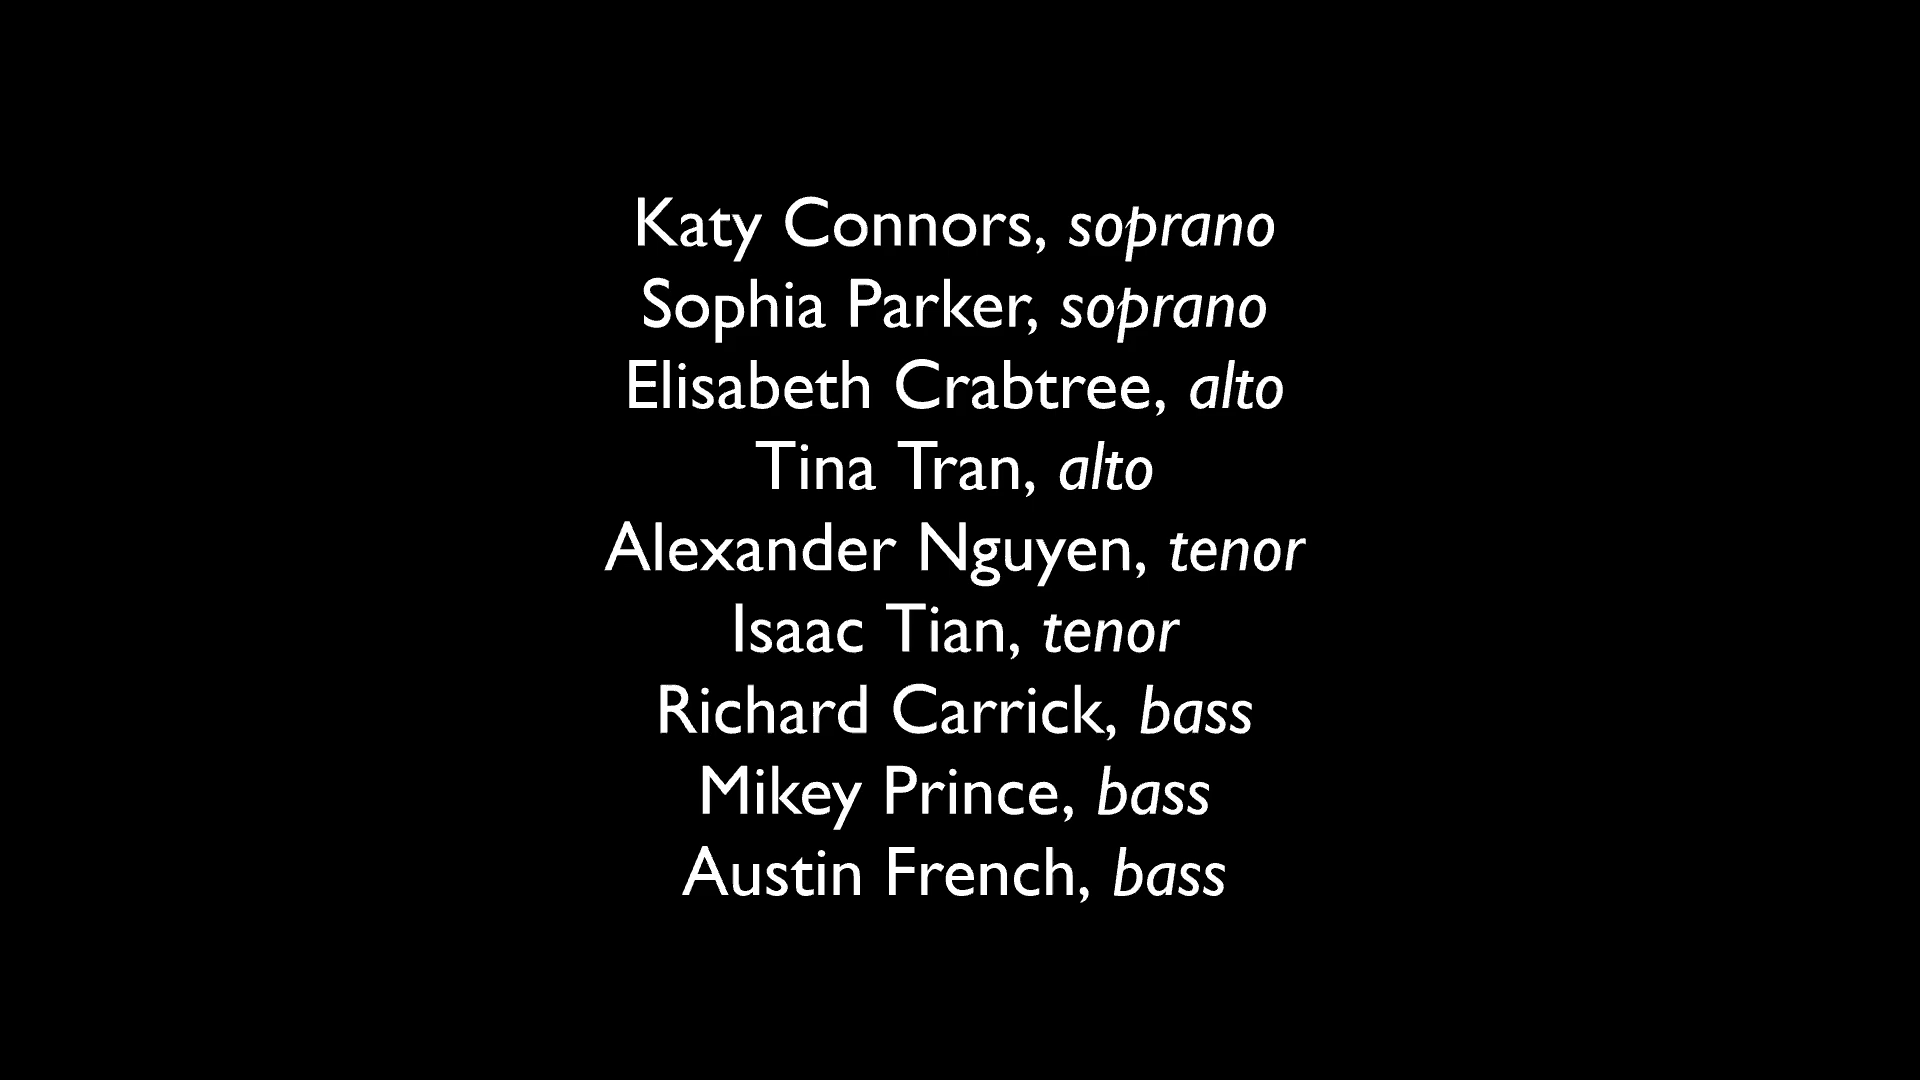 Katy Connors, soprano
Sophia Parker, soprano
Elisabeth Crabtree, alto
Tina Tran, alto
Alexander Nguyen, tenor
Isaac Tian, tenor
Richard Carrick, bass
Mikey Prince, bass
Austin French, bass